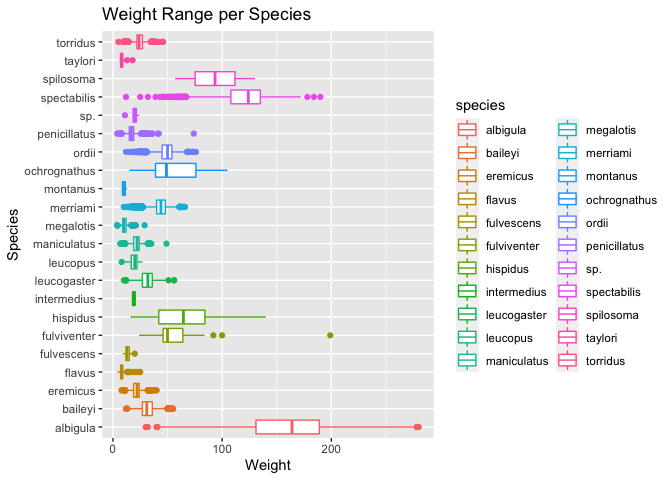 Weight Range per Species
Species
torridus
taylori
spilosoma
spectabilis
sp.
penicillatus
ordii
ochrognathus
montanus
merriami
megalotis
maniculatus
leucopus
leucogaster
intermedius
hispidus
fulviventer
fulvescens
flavus
eremicus
baileyi
albigula
0 100 200
Weight
species
albigula megalotis
baileyi merriami
eremicus montanus
flavus ochrognathus
fulvescens ordii
fulviventer penicillatus
hispidus sp.
intermedius spectabilis
leucogaster spilosoma
leucopus taylori
maniculatus torridus